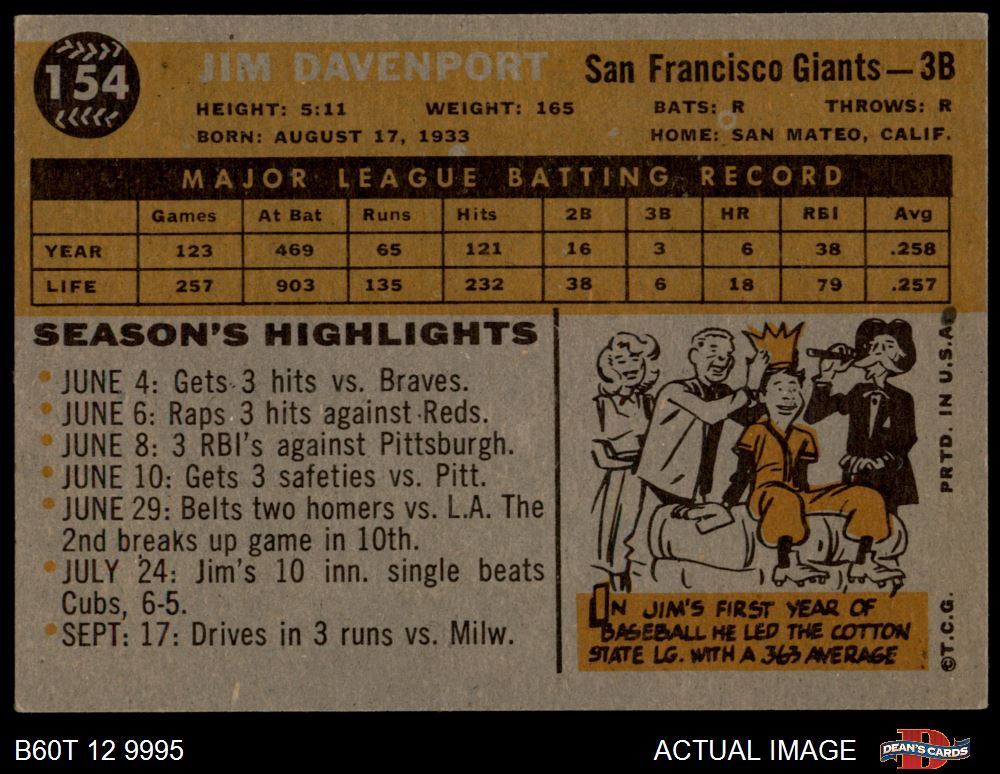 154
JIM DAVENPORT
San Francisco Giants—3B
HEIGHT: 5:11 WEIGHT: 165 BATS: R THROWS: R
BORN: AUGUST 17, 1933 HOME: SAN MATEO, CALIF.
MAJOR LEAGUE BATTING RECORD
Games At Bat Runs Hits 2B 3B HR RBI Avg
YEAR 123 469 65 121 16 3 6 38 .258
LIFE 257 903 135 232 38 6 18 79 .257
SEASON'S HIGHLIGHTS
• JUNE 4: Gets 3 hits vs. Braves.
• JUNE 6: Raps 3 hits against Reds.
• JUNE 8: 3 RBI's against Pittsburgh.
• JUNE 10: Gets 3 safeties vs. Pitt.
• JUNE 29: Belts two homers vs. L.A. The
2nd breaks up game in 10th.
• JULY 24: Jim's 10 inn. single beats
Cubs, 6-5.
• SEPT: 17: Drives in 3 runs vs. Milw.
IN JIM'S FIRST YEAR OF
BASEBALL HE LED THE COTTON
STATE LG. WITH A .363 AVERAGE
©T.C.G. PRTD. IN U.S.A.
B60T 12 9995
ACTUAL IMAGE
DEAN'S CARDS